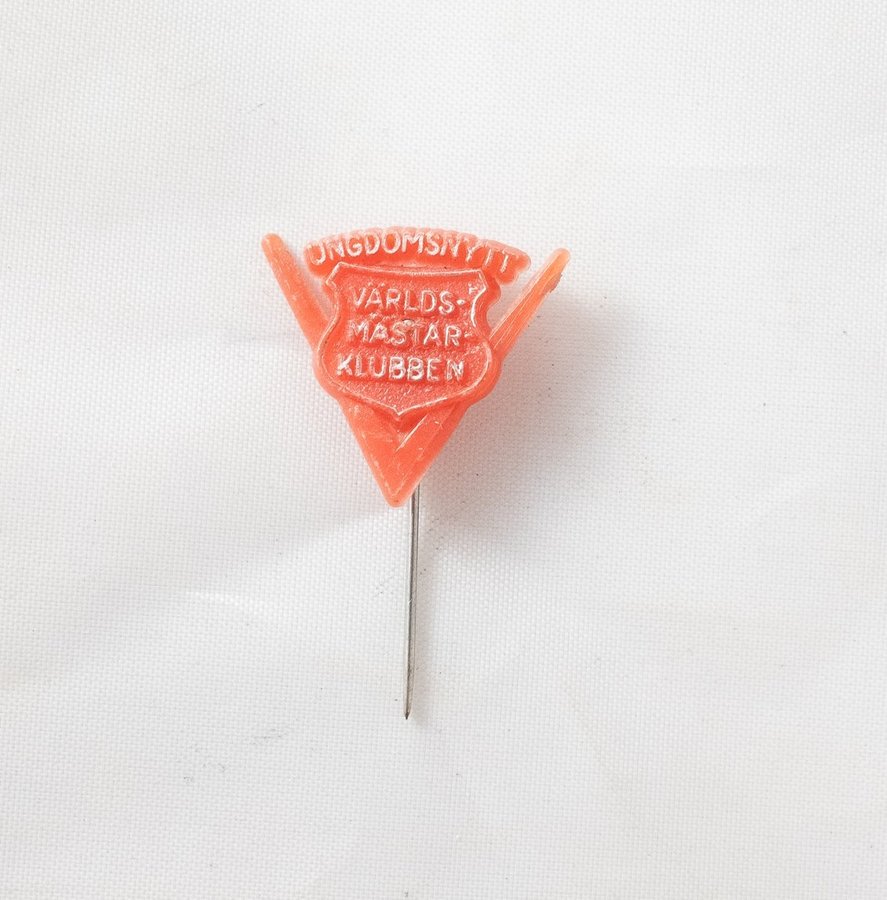 UNGDOMSNYTT
VÄRLDS-
MÄSTAR-
KLUBBEN